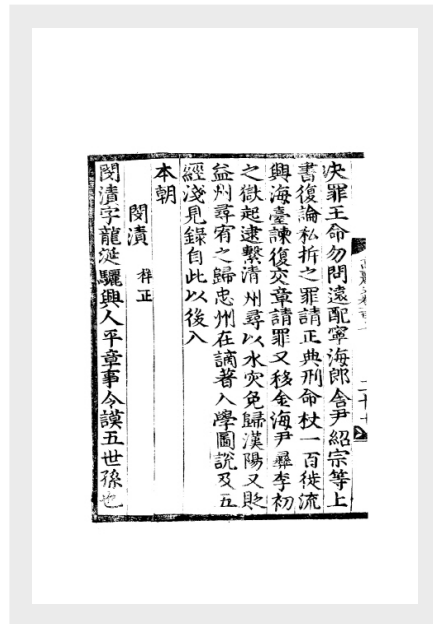 決罪王命勿問遠配寧海郎舍尹紹宗等上
書復論私拆之罪請正典刑命杖一百徙流
興海臺諫復交章請罪又移金海尹彝李初
之獄起逮繫清州尋以水灾免歸漢陽又貶
益州尋宥之歸忠州在謫著入學圖說及五
經淺見錄自此以後入
本朝
閔漬 祥正
閔漬字龍涎驪興人平章事令謨五世孫也